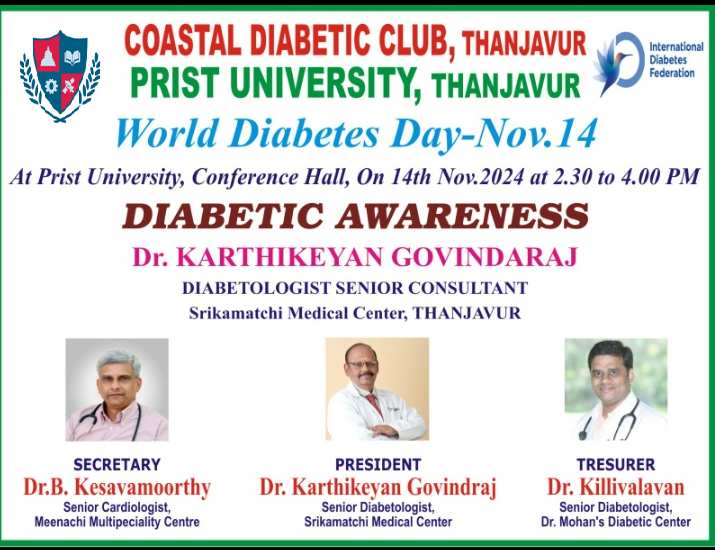 COASTAL DIABETIC CLUB, THANJAVUR
PRIST UNIVERSITY, THANJAVUR
International
Diabetes
Federation
World Diabetes Day-Nov.14
At Prist University, Conference Hall, On 14th Nov.2024 at 2.30 to 4.00 PM
DIABETIC AWARENESS
Dr. KARTHIKEYAN GOVINDARAJ
DIABETOLOGIST SENIOR CONSULTANT
Srikamatchi Medical Center, THANJAVUR
SECRETARY
Dr.B. Kesavamoorthy
Senior Cardiologist,
Meenachi Multipeciality Centre
PRESIDENT
Dr. Karthikeyan Govindraj
Senior Diabetologist,
Srikamatchi Medical Center
TRESURER
Dr. Killivalavan
Senior Diabetologist,
Dr. Mohan's Diabetic Center